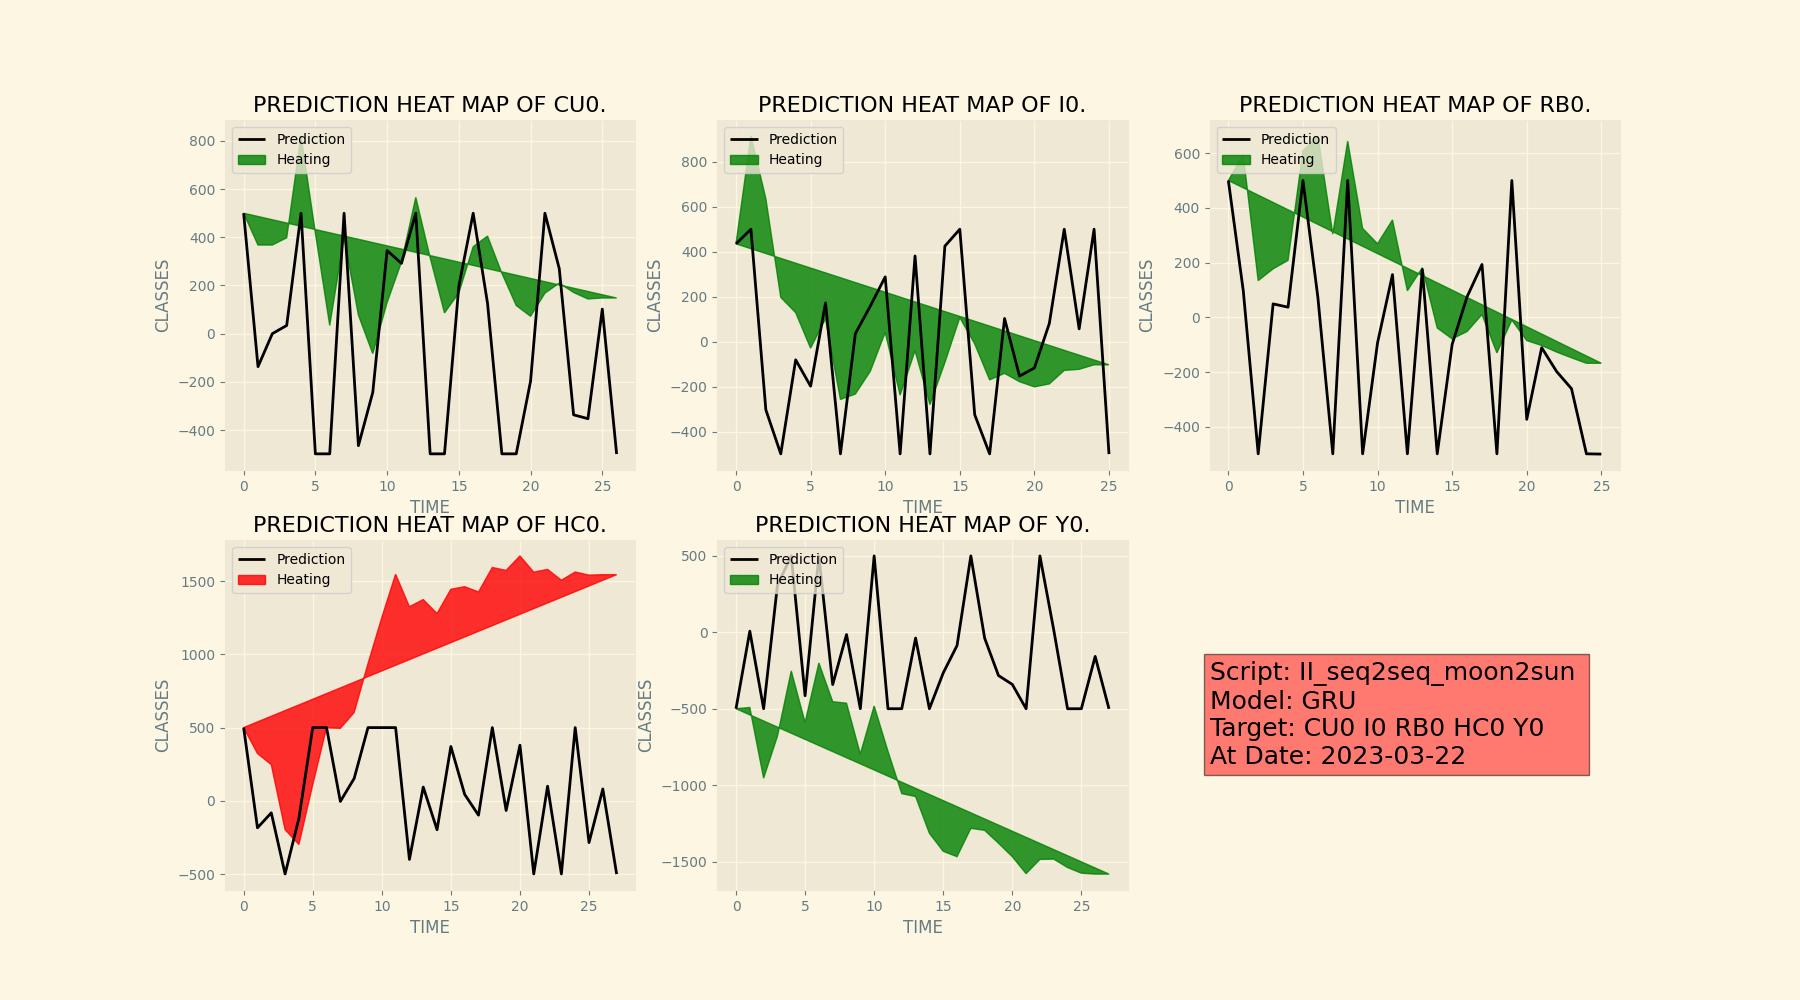 PREDICTION HEAT MAP OF CU0.
Prediction
Heating
800
600
400
200
0
−200
−400
CLASSES
0 5 10 15 20 25
TIME
PREDICTION HEAT MAP OF I0.
Prediction
Heating
800
600
400
200
0
−200
−400
CLASSES
0 5 10 15 20 25
TIME
PREDICTION HEAT MAP OF RB0.
Prediction
Heating
600
400
200
0
−200
−400
CLASSES
0 5 10 15 20 25
TIME
PREDICTION HEAT MAP OF HC0.
Prediction
Heating
1500
1000
500
0
−500
CLASSES
0 5 10 15 20 25
TIME
PREDICTION HEAT MAP OF Y0.
Prediction
Heating
500
0
−500
−1000
−1500
CLASSES
0 5 10 15 20 25
TIME
Script: II_seq2seq_moon2sun
Model: GRU
Target: CU0 I0 RB0 HC0 Y0
At Date: 2023-03-22